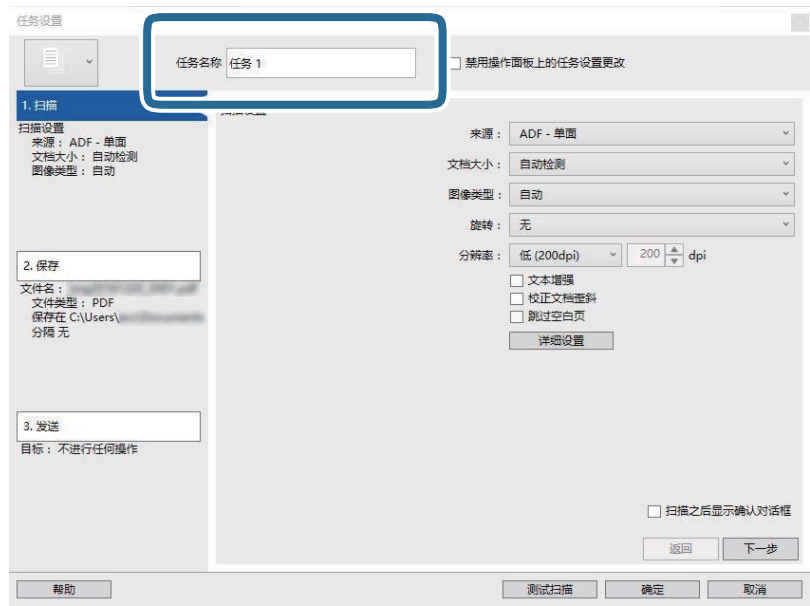 任务设置
任务名称 任务 1
禁用操作面板上的任务设置更改
1. 扫描
扫描设置
来源： ADF - 单面
文档大小： 自动检测
图像类型： 自动
2. 保存
文件名：
文件类型： PDF
保存在 C:\Users\
分隔 无
3. 发送
目标： 不进行任何操作
来源： ADF - 单面
文档大小： 自动检测
图像类型： 自动
旋转： 无
分辨率： 低 (200dpi) 200 dpi
文本增强
校正文档歪斜
跳过空白页
详细设置
扫描之后显示确认对话框
返回 下一步
帮助 测试扫描 确定 取消